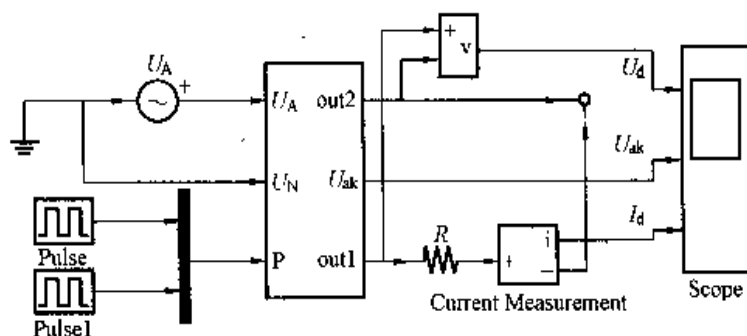 U_A
+
U_A
U_N
P
out2
U_ak
out1
+
v
R
+
i
−
Current Measurement
U_d
U_ak
I_d
Scope
Pulse
Pulse1